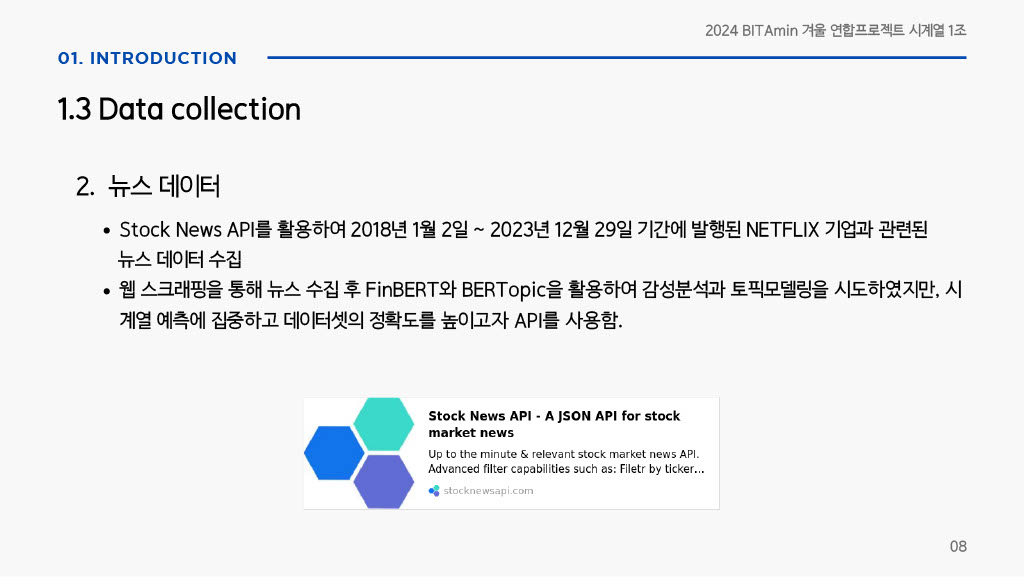 2024 BITAmin 겨울 연합프로젝트 시계열 1조
01. INTRODUCTION
1.3 Data collection
2. 뉴스 데이터
• Stock News API를 활용하여 2018년 1월 2일 ~ 2023년 12월 29일 기간에 발행된 NETFLIX 기업과 관련된
뉴스 데이터 수집
• 웹 스크래핑을 통해 뉴스 수집 후 FinBERT와 BERTopic을 활용하여 감성분석과 토픽모델링을 시도하였지만, 시
계열 예측에 집중하고 데이터셋의 정확도를 높이고자 API를 사용함.
Stock News API - A JSON API for stock
market news
Up to the minute & relevant stock market news API.
Advanced filter capabilities such as: Filetr by ticker...
stocknewsapi.com
08